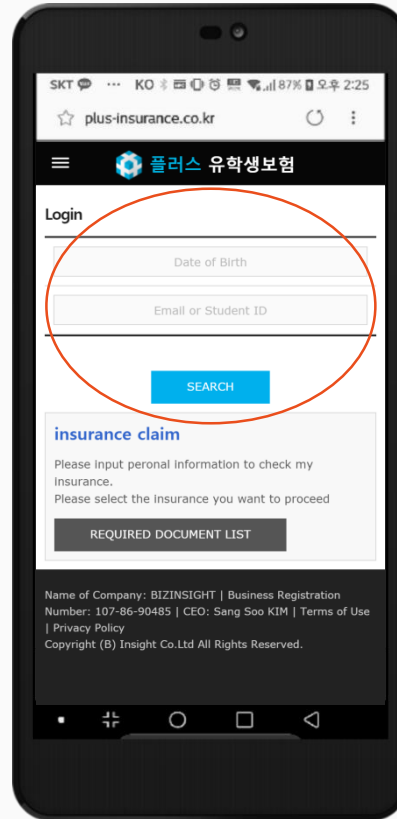 SKT ··· KO 87% 오후 2:25
plus-insurance.co.kr
플러스 유학생보험
Login
Date of Birth
Email or Student ID
SEARCH
insurance claim
Please input peronal information to check my
insurance.
Please select the insurance you want to proceed
REQUIRED DOCUMENT LIST
Name of Company: BIZINSIGHT | Business Registration
Number: 107-86-90485 | CEO: Sang Soo KIM | Terms of Use
| Privacy Policy
Copyright (B) Insight Co.Ltd All Rights Reserved.